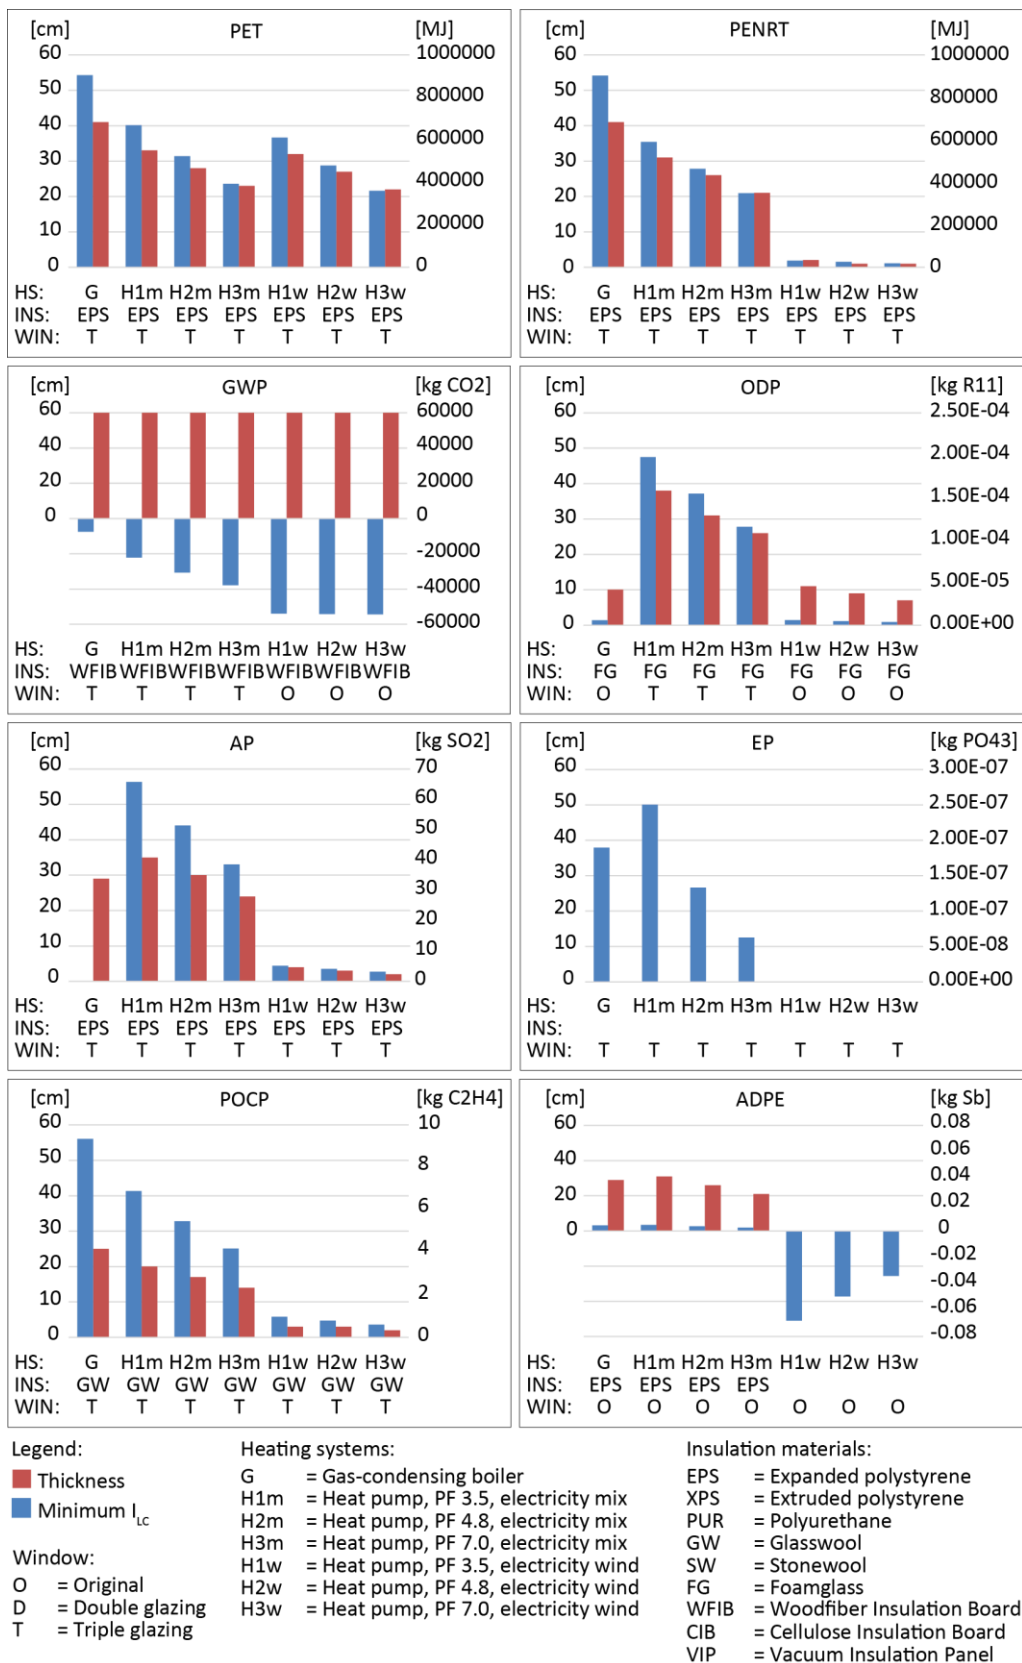 [cm] PET [MJ]
60 1000000
50 800000
40 600000
30 400000
20 200000
10
0 0
HS: G H1m H2m H3m H1w H2w H3w
INS: EPS EPS EPS EPS EPS EPS EPS
WIN: T T T T T T T
[cm] PENRT [MJ]
60 1000000
50 800000
40 600000
30 400000
20 200000
10
0 0
G H1m H2m H3m H1w H2w H3w
EPS EPS EPS EPS EPS EPS EPS
T T T T T T T
[cm] GWP [kg CO2]
60 60000
40 40000
20 20000
0 0
-20000
-40000
-60000
HS: G H1m H2m H3m H1w H2w H3w
INS: WFIB WFIB WFIB WFIB WFIB WFIB WFIB
WIN: T T T T O O O
[cm] ODP [kg R11]
60 2.50E-04
50 2.00E-04
40 1.50E-04
30 1.00E-04
20 5.00E-05
10
0 0.00E+00
G H1m H2m H3m H1w H2w H3w
FG FG FG FG FG FG FG
O T T T O O O
[cm] AP [kg SO2]
60 70
50 60
40 50
30 40
20 30
10 20
0 10
0
HS: G H1m H2m H3m H1w H2w H3w
INS: EPS EPS EPS EPS EPS EPS EPS
WIN: T T T T T T T
[cm] EP [kg PO43]
60 3.00E-07
50 2.50E-07
40 2.00E-07
30 1.50E-07
20 1.00E-07
10 5.00E-08
0 0.00E+00
HS: G H1m H2m H3m H1w H2w H3w
INS:
WIN: T T T T T T T
[cm] POCP [kg C2H4]
60 10
50 8
40 6
30 4
20 2
10
0 0
HS: G H1m H2m H3m H1w H2w H3w
INS: GW GW GW GW GW GW GW
WIN: T T T T T T T
[cm] ADPE [kg Sb]
60 0.08
40 0.06
20 0.04
0 0.02
0
-0.02
-0.04
-0.06
-0.08
HS: G H1m H2m H3m H1w H2w H3w
INS: EPS EPS EPS EPS
WIN: O O O O O O O
Legend:
Thickness
Minimum ILC
Window:
O = Original
D = Double glazing
T = Triple glazing
Heating systems:
G = Gas-condensing boiler
H1m = Heat pump, PF 3.5, electricity mix
H2m = Heat pump, PF 4.8, electricity mix
H3m = Heat pump, PF 7.0, electricity mix
H1w = Heat pump, PF 3.5, electricity wind
H2w = Heat pump, PF 4.8, electricity wind
H3w = Heat pump, PF 7.0, electricity wind
Insulation materials:
EPS = Expanded polystyrene
XPS = Extruded polystyrene
PUR = Polyurethane
GW = Glasswool
SW = Stonewool
FG = Foamglass
WFIB = Woodfiber Insulation Board
CIB = Cellulose Insulation Board
VIP = Vacuum Insulation Panel